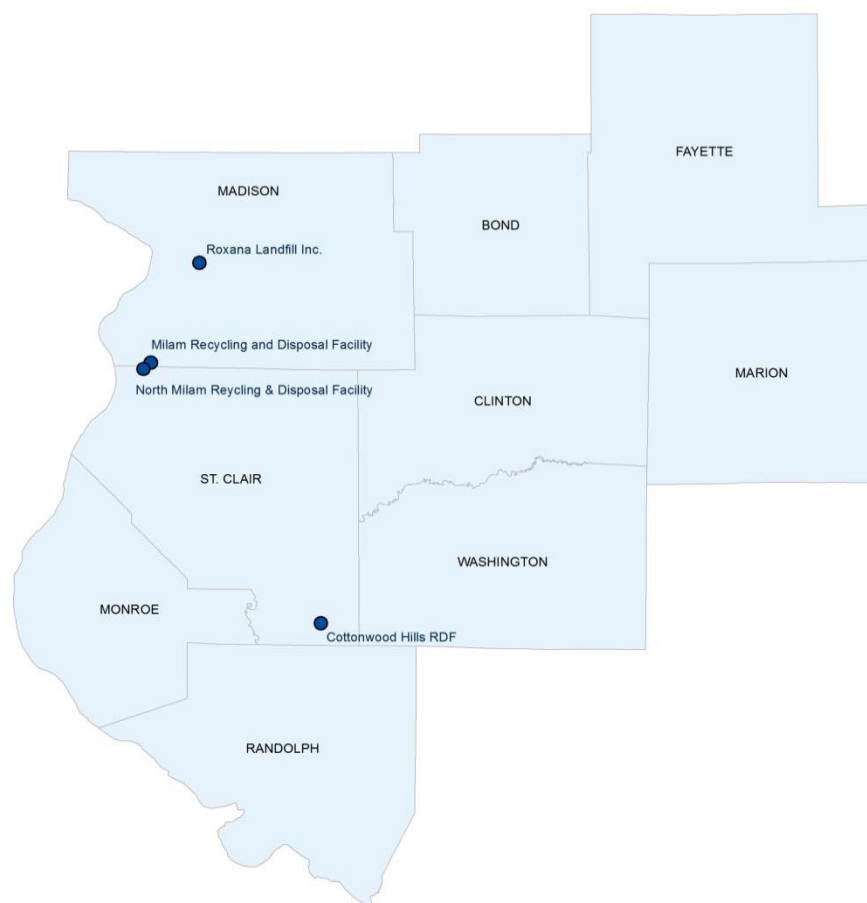 FAYETTE
MADISON
BOND
Roxana Landfill Inc.
Milam Recycling and Disposal Facility
MARION
North Milam Reycling & Disposal Facility
CLINTON
ST. CLAIR
WASHINGTON
MONROE
Cottonwood Hills RDF
RANDOLPH